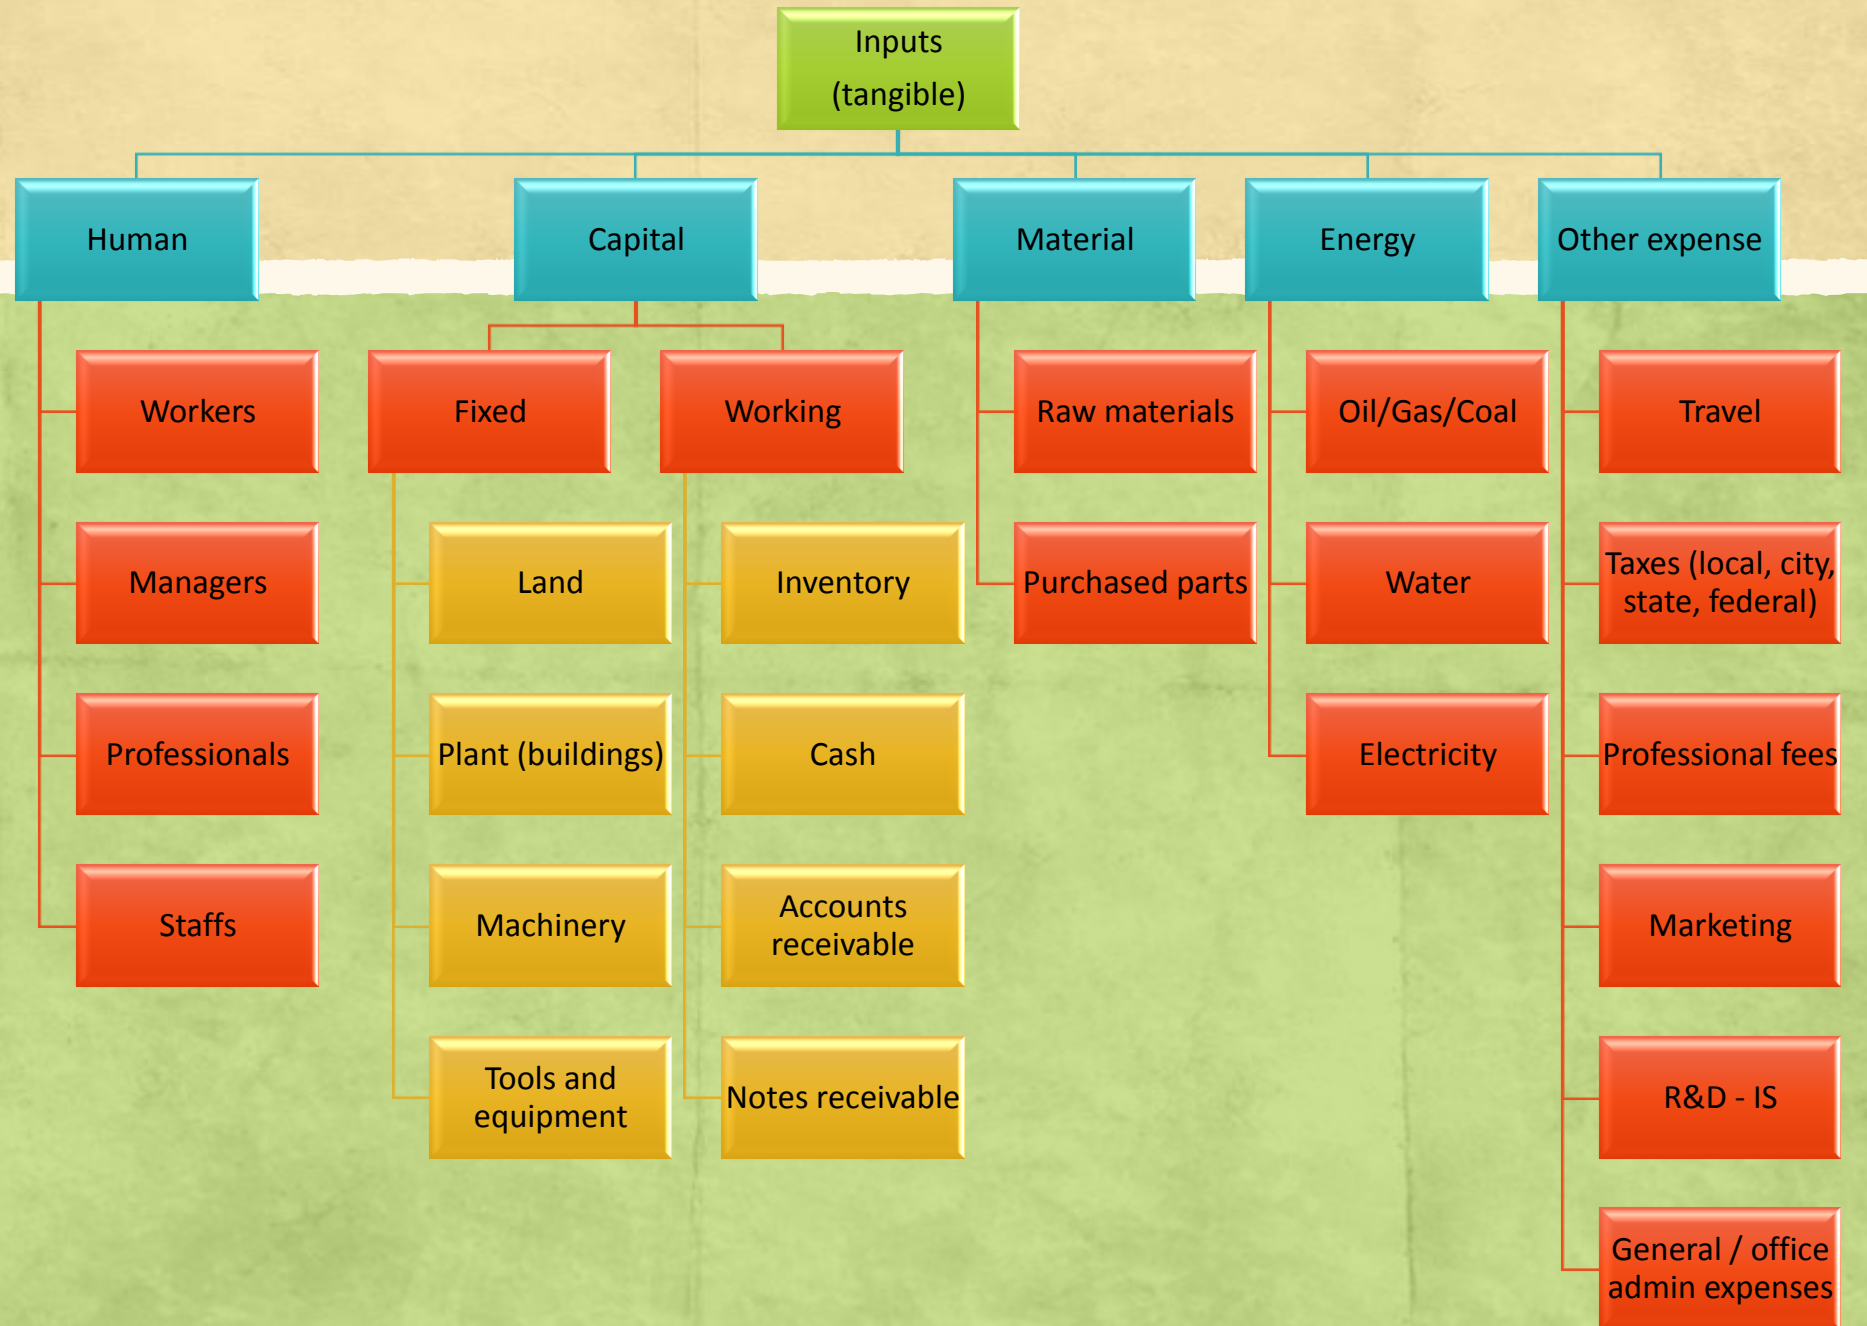 Inputs
(tangible)
Human
Capital
Material
Energy
Other expense
Workers
Fixed
Working
Raw materials
Oil/Gas/Coal
Travel
Managers
Land
Inventory
Purchased parts
Water
Taxes (local, city,
state, federal)
Professionals
Plant (buildings)
Cash
Electricity
Professional fees
Staffs
Machinery
Accounts
receivable
Marketing
Tools and
equipment
Notes receivable
R&D - IS
General / office
admin expenses